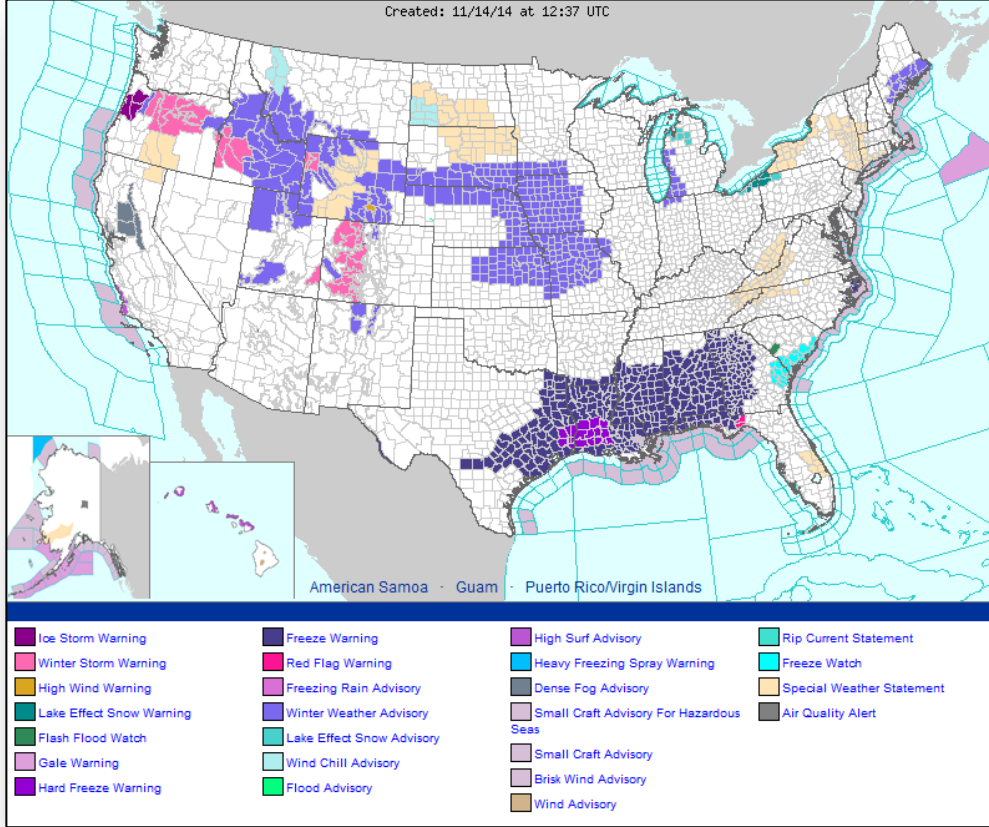 Created: 11/14/14 at 12:37 UTC
American Samoa · Guam · Puerto Rico/Virgin Islands
Ice Storm Warning
Winter Storm Warning
High Wind Warning
Lake Effect Snow Warning
Flash Flood Watch
Gale Warning
Hard Freeze Warning
Freeze Warning
Red Flag Warning
Freezing Rain Advisory
Winter Weather Advisory
Lake Effect Snow Advisory
Wind Chill Advisory
Flood Advisory
High Surf Advisory
Heavy Freezing Spray Warning
Dense Fog Advisory
Small Craft Advisory For Hazardous
Seas
Small Craft Advisory
Brisk Wind Advisory
Wind Advisory
Rip Current Statement
Freeze Watch
Special Weather Statement
Air Quality Alert